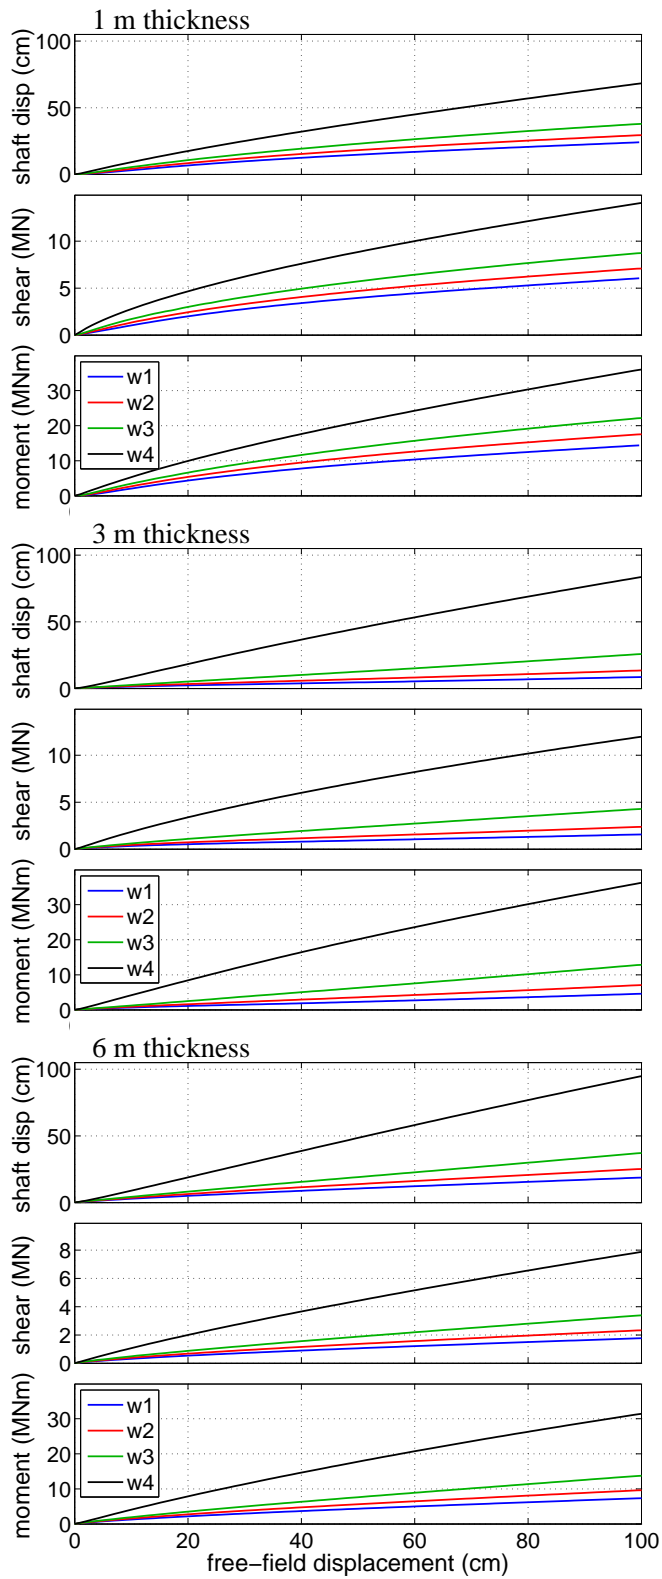 1 m thickness
shaft disp (cm)
100
50
0
shear (MN)
10
5
0
moment (MNm)
30
20
10
0
w1
w2
w3
w4
3 m thickness
shaft disp (cm)
100
50
0
shear (MN)
10
5
0
moment (MNm)
30
20
10
0
w1
w2
w3
w4
6 m thickness
shaft disp (cm)
100
50
0
shear (MN)
8
6
4
2
0
moment (MNm)
30
20
10
0
w1
w2
w3
w4
0 20 40 60 80 100
free−field displacement (cm)